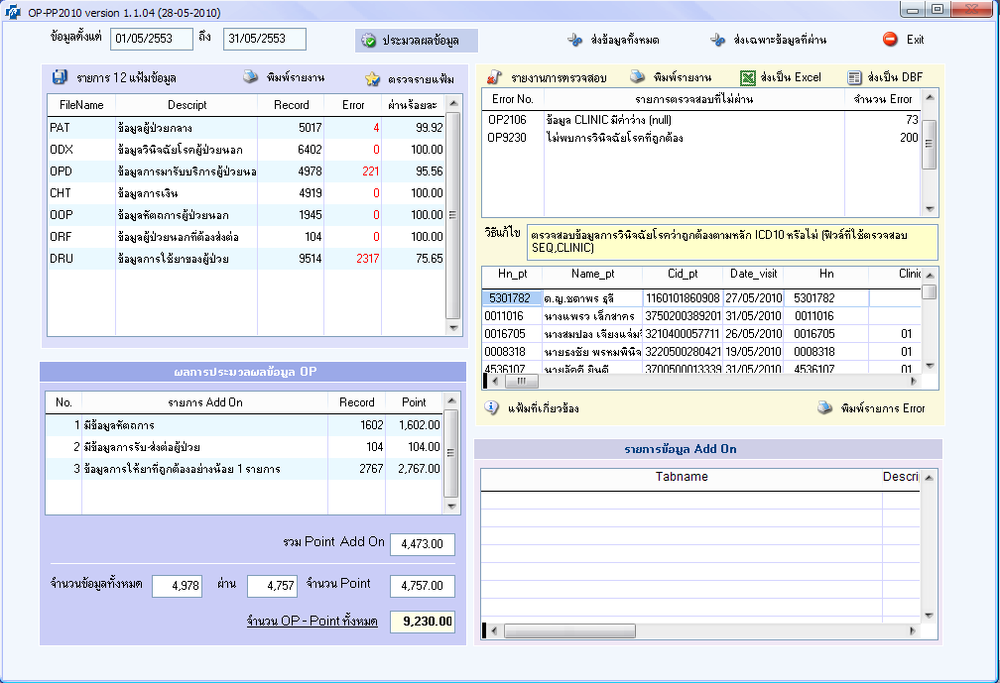 OP-PP2010 version 1.1.04 (28-05-2010)
ข้อมูลตั้งแต่ 01/05/2553 ถึง 31/05/2553 ประมวลผลข้อมูล ส่งข้อมูลทั้งหมด ส่งเฉพาะข้อมูลที่ผ่าน Exit
รายการ 12 แฟ้มข้อมูล พิมพ์รายงาน ตรวจรายแฟ้ม
FileName Descript Record Error ผ่านร้อยละ
PAT ข้อมูลผู้ป่วยกลาง 5017 4 99.92
ODX ข้อมูลวินิจฉัยโรคผู้ป่วยนอก 6402 0 100.00
OPD ข้อมูลการมารับบริการผู้ป่วยนอ 4978 221 95.56
CHT ข้อมูลการเงิน 4919 0 100.00
OOP ข้อมูลหัตถการผู้ป่วยนอก 1945 0 100.00
ORF ข้อมูลผู้ป่วยนอกที่ต้องส่งต่อ 104 0 100.00
DRU ข้อมูลการใช้ยาของผู้ป่วย 9514 2317 75.65
รายงานการตรวจสอบ พิมพ์รายงาน ส่งเป็น Excel ส่งเป็น DBF
Error No. รายการตรวจสอบที่ไม่ผ่าน จำนวน Error
OP2106 ข้อมูล CLINIC มีค่าว่าง (null) 73
OP9230 ไม่พบการวินิจฉัยโรคที่ถูกต้อง 200
วิธีแก้ไข ตรวจสอบข้อมูลการวินิจฉัยโรคว่าถูกต้องตามหลัก ICD10 หรือไม่ (ฟิวล์ที่ใช้ตรวจสอบ
SEQ,CLINIC)
Hn_pt Name_pt Cid_pt Date_visit Hn Clinic
5301782 ด.ญ.ชดาพร ธุลี 1160101860908 27/05/2010 5301782
0011016 นางแพรว เล็กสาคร 3750200389201 31/05/2010 0011016
0016705 นางสมปอง เจียงแจ่ม 3210400057711 26/05/2010 0016705 01
0008318 นายธงชัย พรหมพินิจ 3220500280421 19/05/2010 0008318 01
4536107 3700500013339 31/05/2010 4536107 01
แฟ้มที่เกี่ยวข้อง พิมพ์รายการ Error
ผลการประมวลผลข้อมูล OP
No. รายการ Add On Record Point
1 มีข้อมูลหัตถการ 1602 1,602.00
2 มีข้อมูลการรับ-ส่งต่อผู้ป่วย 104 104.00
3 ข้อมูลการให้ยาที่ถูกต้องอย่างน้อย 1 รายการ 2767 2,767.00
รวม Point Add On 4,473.00
จำนวนข้อมูลทั้งหมด 4,978 ผ่าน 4,757 จำนวน Point 4,757.00
จำนวน OP - Point ทั้งหมด 9,230.00
รายการข้อมูล Add On
Tabname Descri